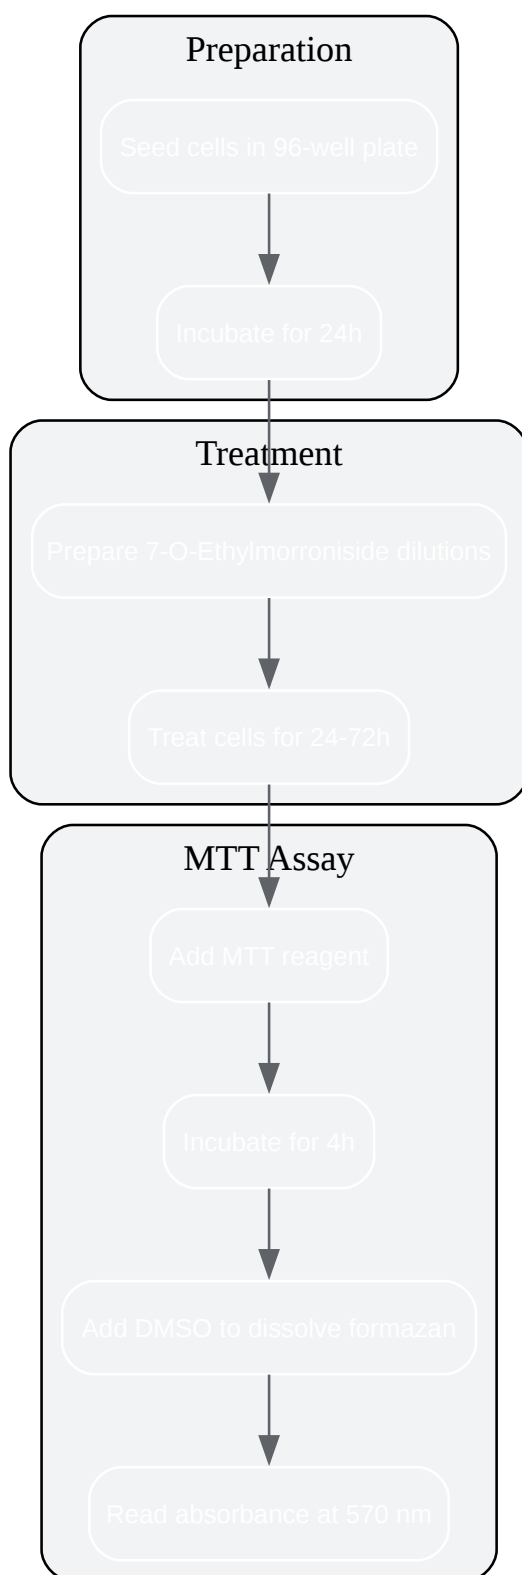 Preparation
Seed cells in 96-well plate
Incubate for 24h
Treatment
Prepare 7-O-Ethylmorroniside dilutions
Treat cells for 24-72h
MTT Assay
Add MTT reagent
Incubate for 4h
Add DMSO to dissolve formazan
Read absorbance at 570 nm